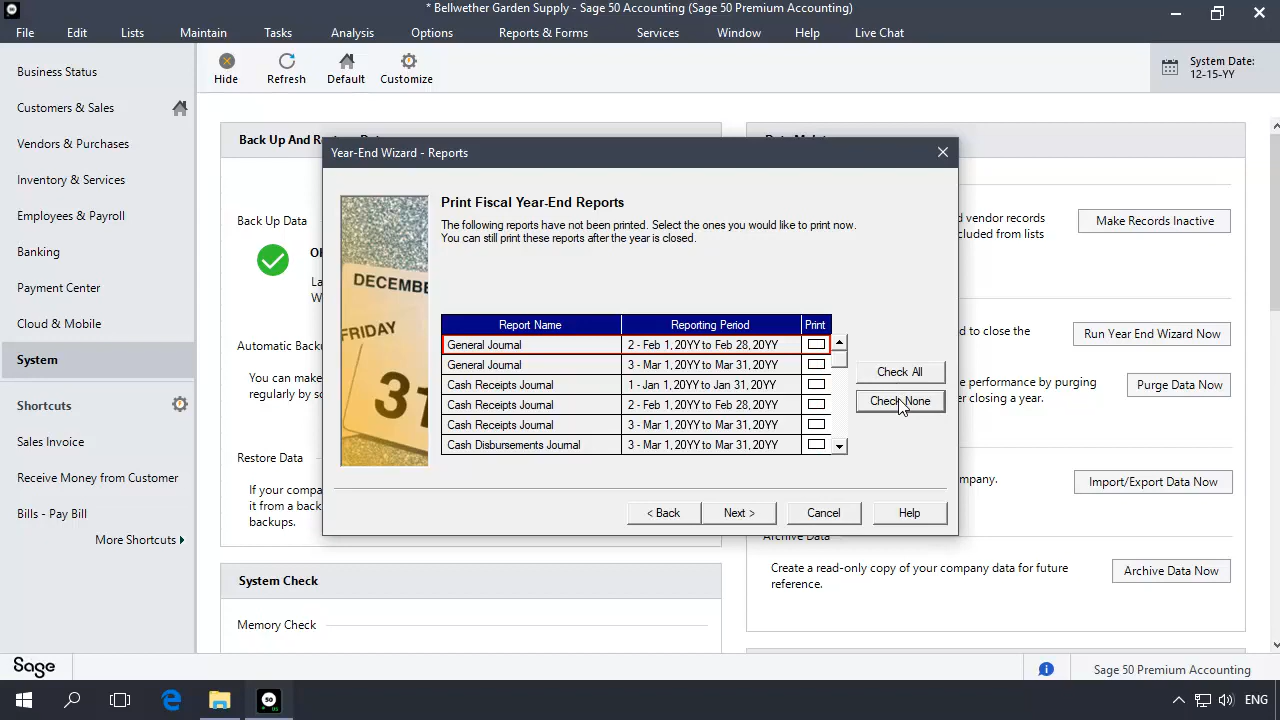 * Bellwether Garden Supply - Sage 50 Accounting (Sage 50 Premium Accounting)
File Edit Lists Maintain Tasks Analysis Options Reports & Forms Services Window Help Live Chat
Business Status
Customers & Sales
Vendors & Purchases
Inventory & Services
Employees & Payroll
Banking
Payment Center
Cloud & Mobile
System
Shortcuts
Sales Invoice
Receive Money from Customer
Bills - Pay Bill
More Shortcuts
Hide Refresh Default Customize
System Date:
12-15-YY
Back Up And
Back Up Data
Automatic Back
You can make
regularly by
Restore Data
If your
it from a
backups.
System Check
Memory Check
Year-End Wizard - Reports
Print Fiscal Year-End Reports
The following reports have not been printed. Select the ones you would like to print now.
You can still print these reports after the year is closed.
Report Name Reporting Period Print
General Journal 2 - Feb 1, 20YY to Feb 28, 20YY
General Journal 3 - Mar 1, 20YY to Mar 31, 20YY
Cash Receipts Journal 1 - Jan 1, 20YY to Jan 31, 20YY
Cash Receipts Journal 2 - Feb 1, 20YY to Feb 28, 20YY
Cash Receipts Journal 3 - Mar 1, 20YY to Mar 31, 20YY
Cash Disbursements Journal 3 - Mar 1, 20YY to Mar 31, 20YY
Check All
Check None
< Back Next > Cancel Help
DECEMBE
FRIDAY
31
vendor records
from lists
Make Records Inactive
to close the
Run Year End Wizard Now
performance by purging
closing a year.
Purge Data Now
Import/Export Data Now
Archive Data
Create a read-only copy of your company data for future
reference.
Archive Data Now
Sage
Sage 50 Premium Accounting
50
ENG